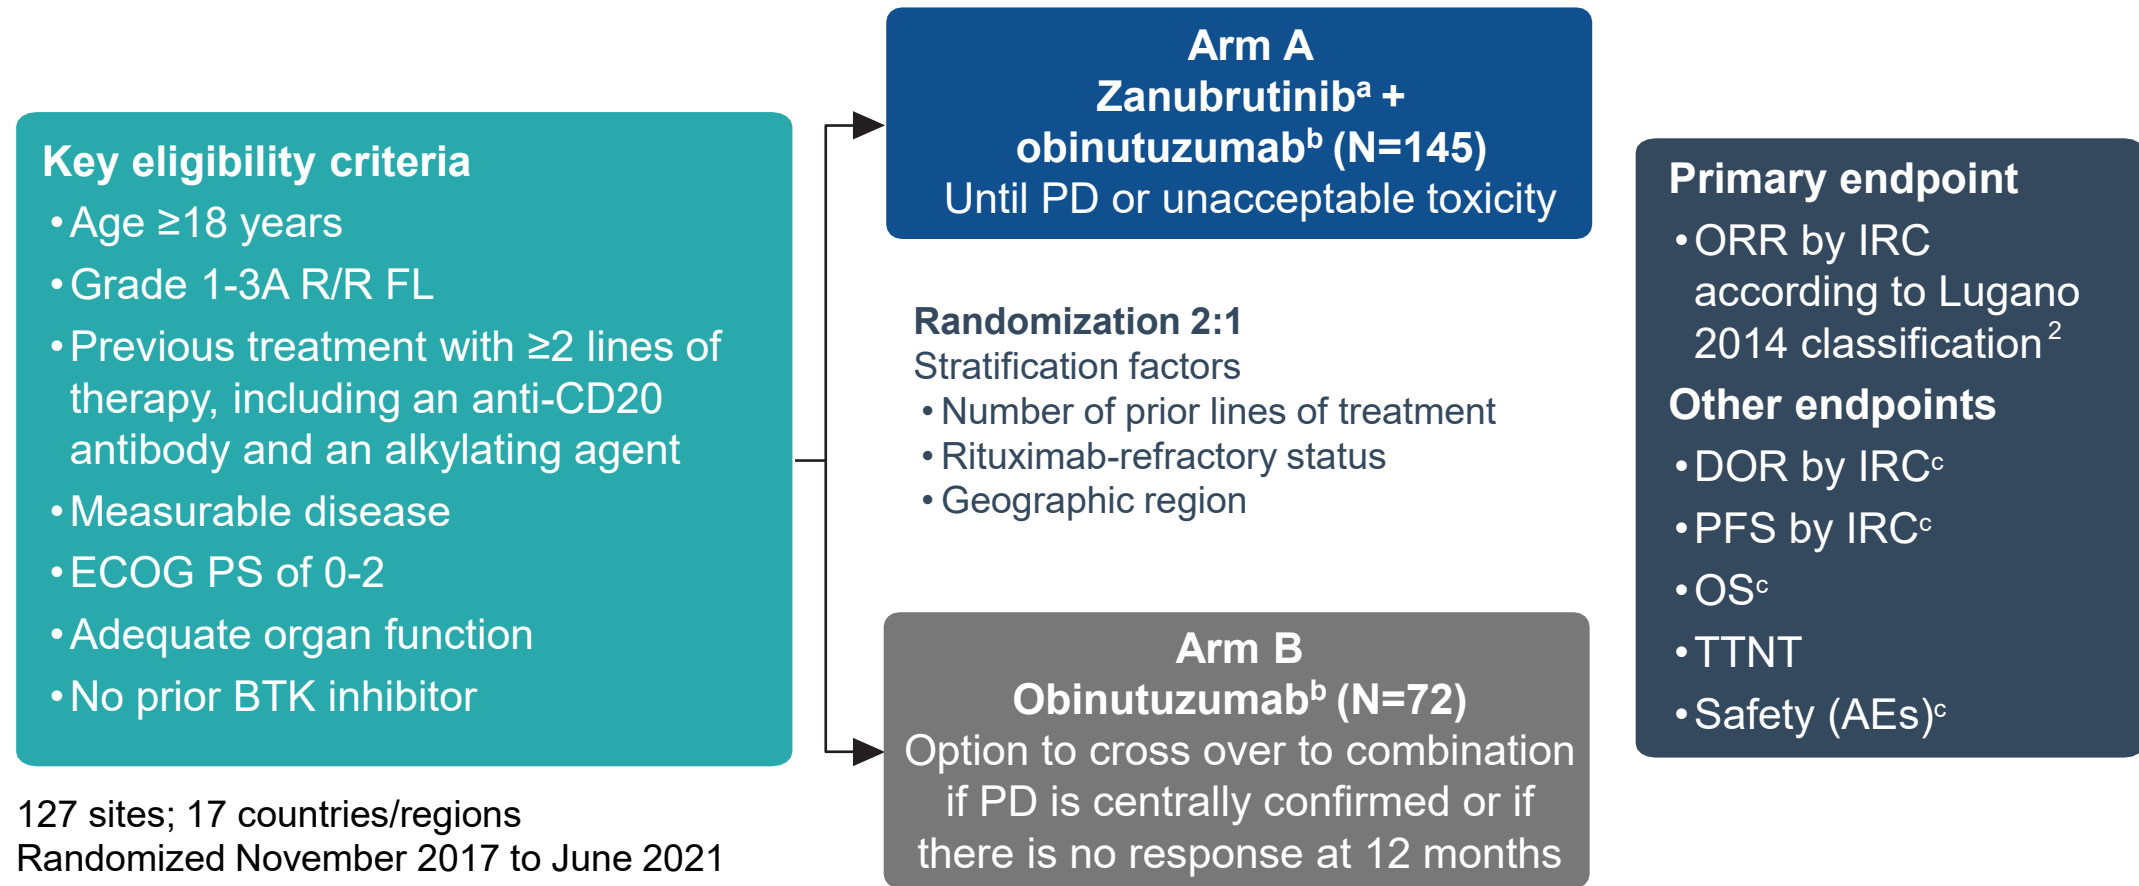 Key eligibility criteria
•Age ≥18 years
•Grade 1-3A R/R FL
•Previous treatment with ≥2 lines of
therapy, including an anti-CD20
antibody and an alkylating agent
•Measurable disease
•ECOG PS of 0-2
•Adequate organ function
•No prior BTK inhibitor
127 sites; 17 countries/regions
Randomized November 2017 to June 2021
Arm A
Zanubrutinibᵃ +
obinutuzumabᵇ (N=145)
Until PD or unacceptable toxicity
Randomization 2:1
Stratification factors
•Number of prior lines of treatment
•Rituximab-refractory status
•Geographic region
Arm B
Obinutuzumabᵇ (N=72)
Option to cross over to combination
if PD is centrally confirmed or if
there is no response at 12 months
Primary endpoint
•ORR by IRC
according to Lugano
2014 classification²
Other endpoints
•DOR by IRCᶜ
•PFS by IRCᶜ
•OSᶜ
•TTNT
•Safety (AEs)ᶜ